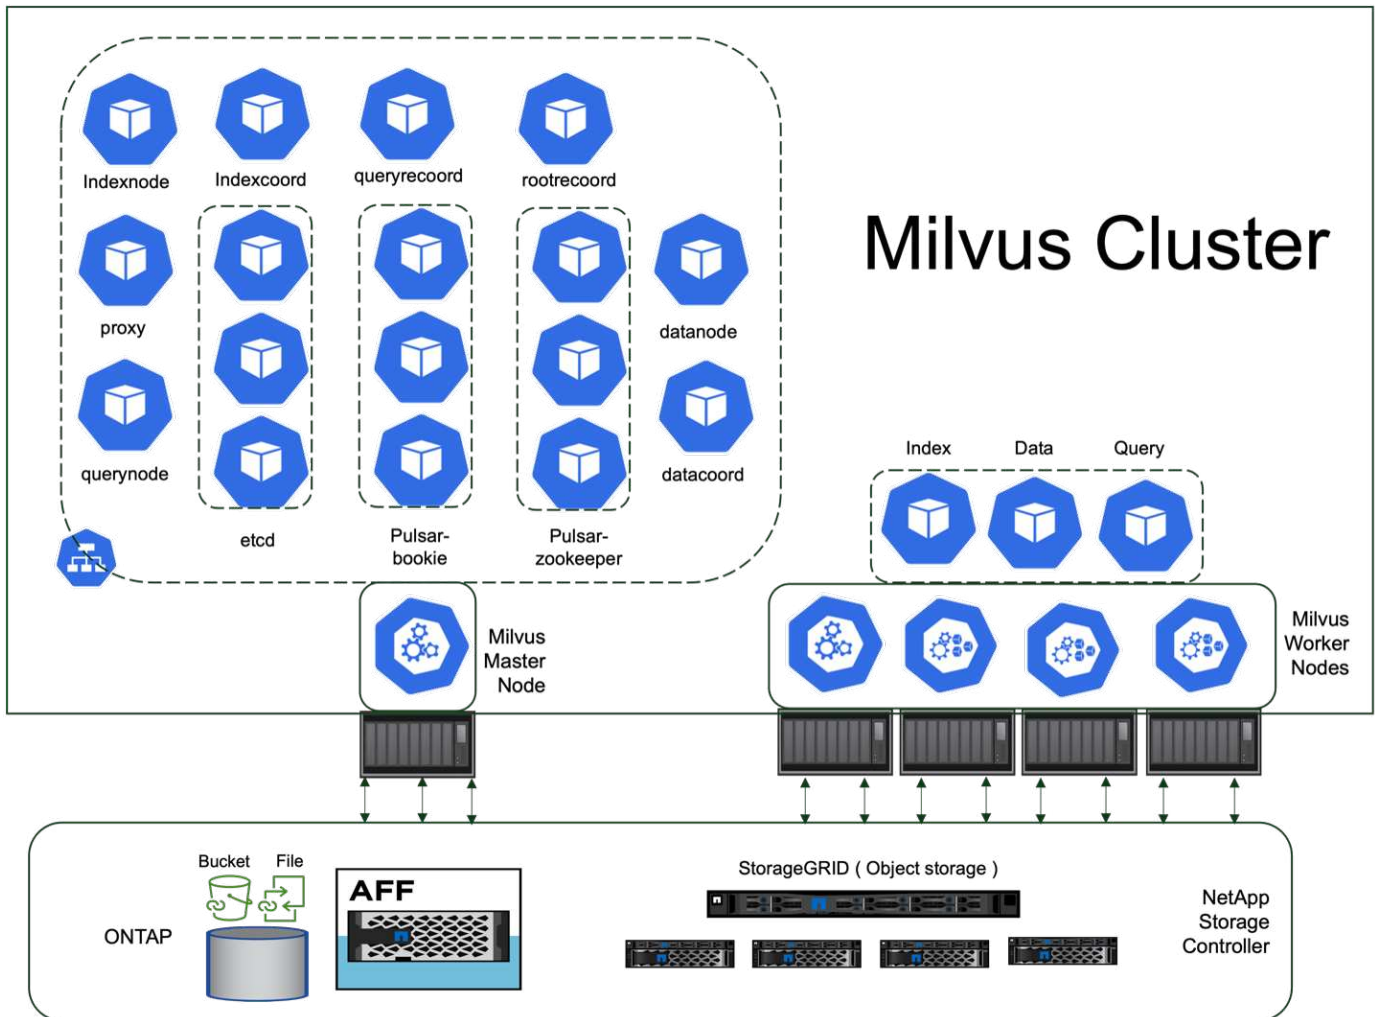 Indexnode
Indexcoord
queryrecoord
rootrecoord
Milvus Cluster
proxy
datanode
querynode
datacoord
etcd
Pulsar-
bookie
Pulsar-
zookeeper
Index
Data
Query
Milvus
Master
Node
Milvus
Worker
Nodes
Bucket
File
ONTAP
AFF
StorageGRID ( Object storage )
NetApp
Storage
Controller